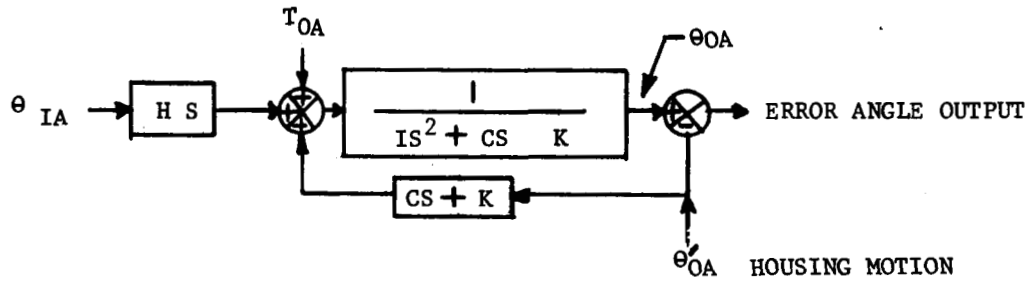 T_OA
θ_OA
θ_IA
H S
1
IS² + CS K
ERROR ANGLE OUTPUT
CS + K
θ'_OA HOUSING MOTION